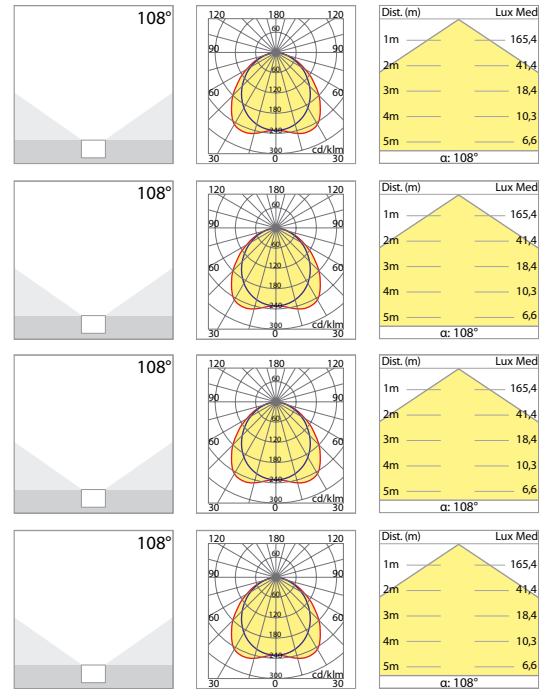 108°
120 180 120
60
90 90
60
60 120 60
180
240
300 cd/klm
30 0 30
Dist. (m) Lux Med
1m 165,4
2m 41,4
3m 18,4
4m 10,3
5m 6,6
α: 108°
108°
120 180 120
60
90 90
60
60 120 60
180
240
300 cd/klm
30 0 30
Dist. (m) Lux Med
1m 165,4
2m 41,4
3m 18,4
4m 10,3
5m 6,6
α: 108°
108°
120 180 120
60
90 90
60
60 120 60
180
240
300 cd/klm
30 0 30
Dist. (m) Lux Med
1m 165,4
2m 41,4
3m 18,4
4m 10,3
5m 6,6
α: 108°
108°
120 180 120
60
90 90
60
60 120 60
180
240
300 cd/klm
30 0 30
Dist. (m) Lux Med
1m 165,4
2m 41,4
3m 18,4
4m 10,3
5m 6,6
α: 108°